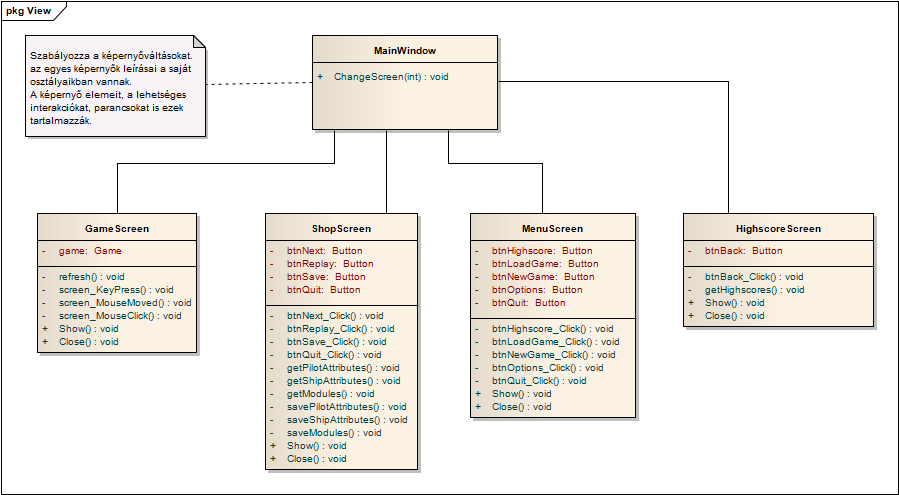 pkg View
Szabályozza a képernyőváltásokat.
az egyes képernyők leírásai a saját
osztályaikban vannak.
A képernyő elemeit, a lehetséges
interakciókat, parancsokat is ezek
tartalmazzák.
MainWindow
+ ChangeScreen(int) : void
GameScreen
- game: Game
- refresh() : void
- screen_KeyPress() : void
- screen_MouseMoved() : void
- screen_MouseClick() : void
+ Show() : void
+ Close() : void
ShopScreen
- btnNext: Button
- btnReplay: Button
- btnSave: Button
- btnQuit: Button
- btnNext_Click() : void
- btnReplay_Click() : void
- btnSave_Click() : void
- btnQuit_Click() : void
- getPilotAttributes() : void
- getShipAttributes() : void
- getModules() : void
- savePilotAttributes() : void
- saveShipAttributes() : void
- saveModules() : void
+ Show() : void
+ Close() : void
MenuScreen
- btnHighscore: Button
- btnLoadGame: Button
- btnNewGame: Button
- btnOptions: Button
- btnQuit: Button
- btnHighscore_Click() : void
- btnLoadGame_Click() : void
- btnNewGame_Click() : void
- btnOptions_Click() : void
- btnQuit_Click() : void
+ Show() : void
+ Close() : void
HighscoreScreen
- btnBack: Button
- btnBack_Click() : void
- getHighscores() : void
+ Show() : void
+ Close() : void